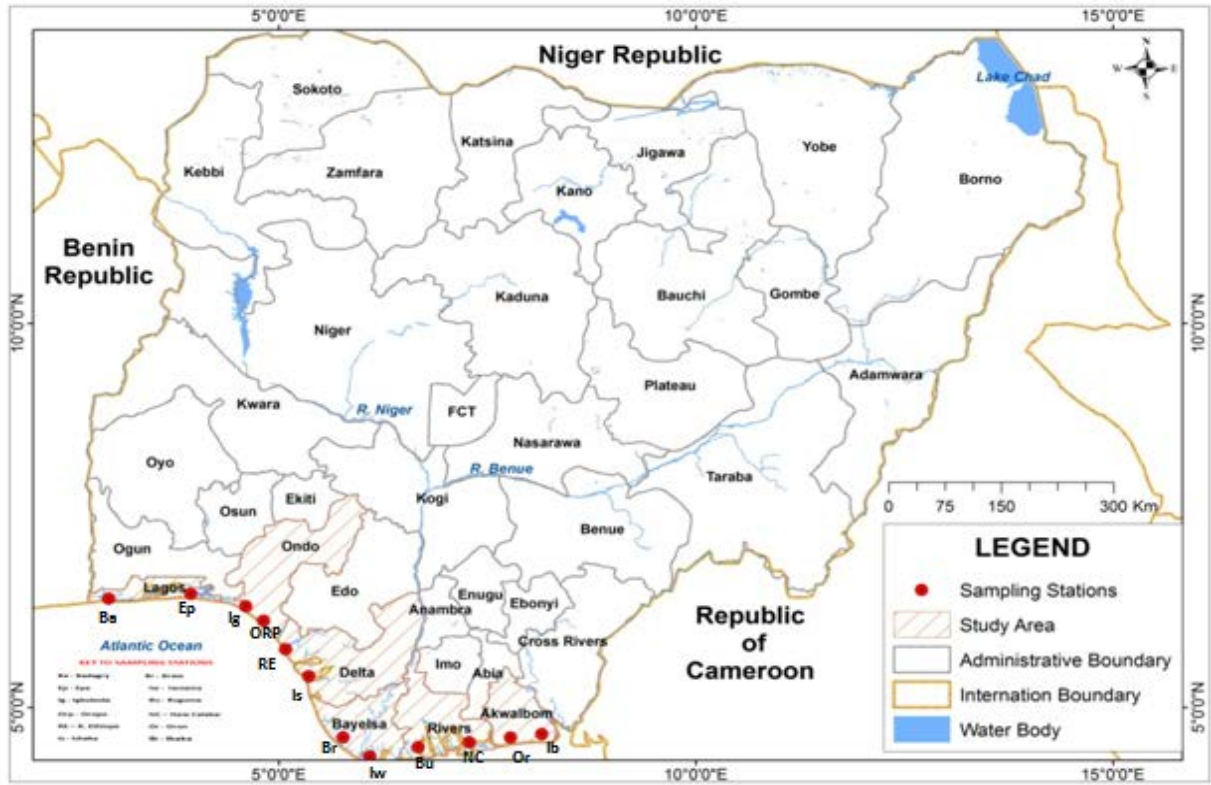 5°0'0"E
10°0'0"E
15°0'0"E
Niger Republic
N
W
E
S
Lake Chad
Sokoto
Katsina
Yobe
Jigawa
Kebbi
Zamfara
Kano
Borno
Benin
Republic
Kaduna
Bauchi
Gombe
Niger
10°0'0"N
10°0'0"N
Plateau
Adamwara
Kwara
R. Niger
FCT
Nasarawa
Oyo
R. Benue
Taraba
Kogi
Ekiti
Osun
Benue
0
75
150
300 Km
Ogun
Ondo
LEGEND
Sampling Stations
Study Area
Administrative Boundary
Internation Boundary
Water Body
Lagos
Edo
Anambra
Enugu
Ebonyi
Republic
of
Cameroon
Ba
Ep
Ig
ORP
RE
Is
Cross Rivers
Atlantic Ocean
KEY TO SAMPLING STATIONS
Delta
Imo
Abia
5°0'0"N
5°0'0"N
Bayelsa
Rivers
Akwalbom
Br
Iw
Bu
NC
Or
Ib
5°0'0"E
10°0'0"E
15°0'0"E